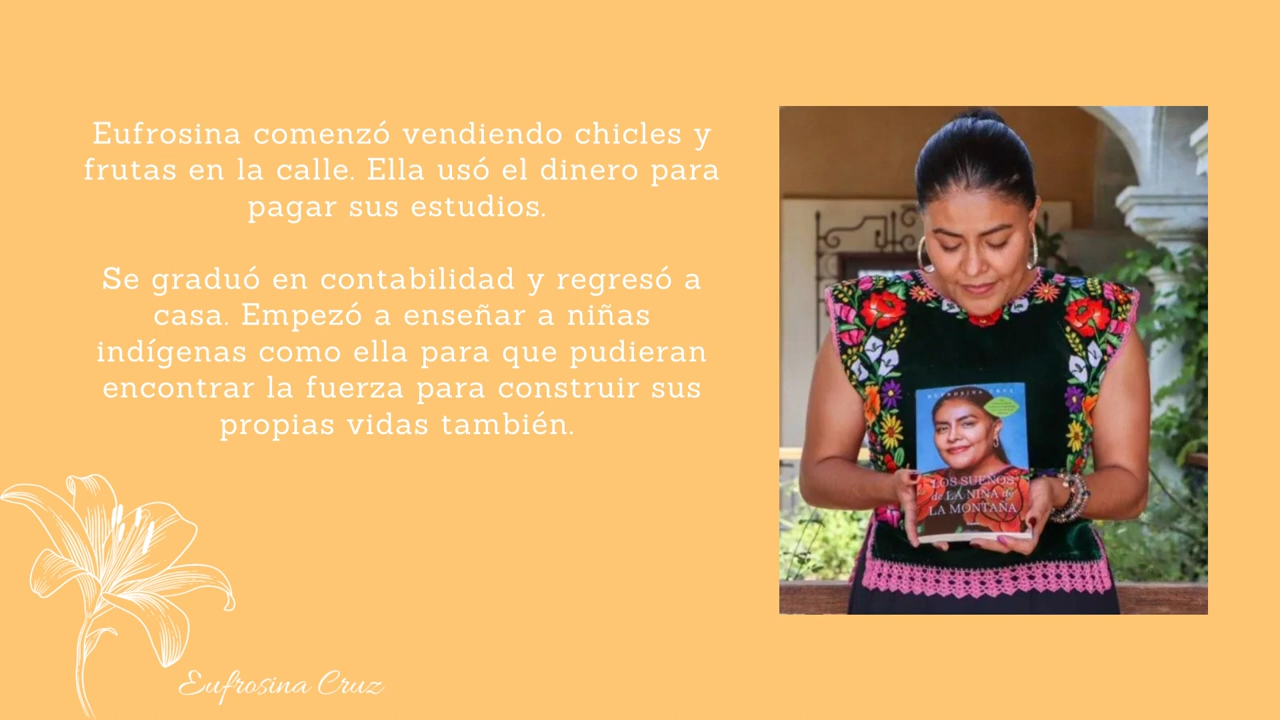 Eufrosina comenzó vendiendo chicles y
frutas en la calle. Ella usó el dinero para
pagar sus estudios.
Se graduó en contabilidad y regresó a
casa. Empezó a enseñar a niñas
indígenas como ella para que pudieran
encontrar la fuerza para construir sus
propias vidas también.
EUFROSINA CRUZ
LOS SUEÑOS
de LA NIÑA de
LA MONTAÑA
Eufrosina Cruz